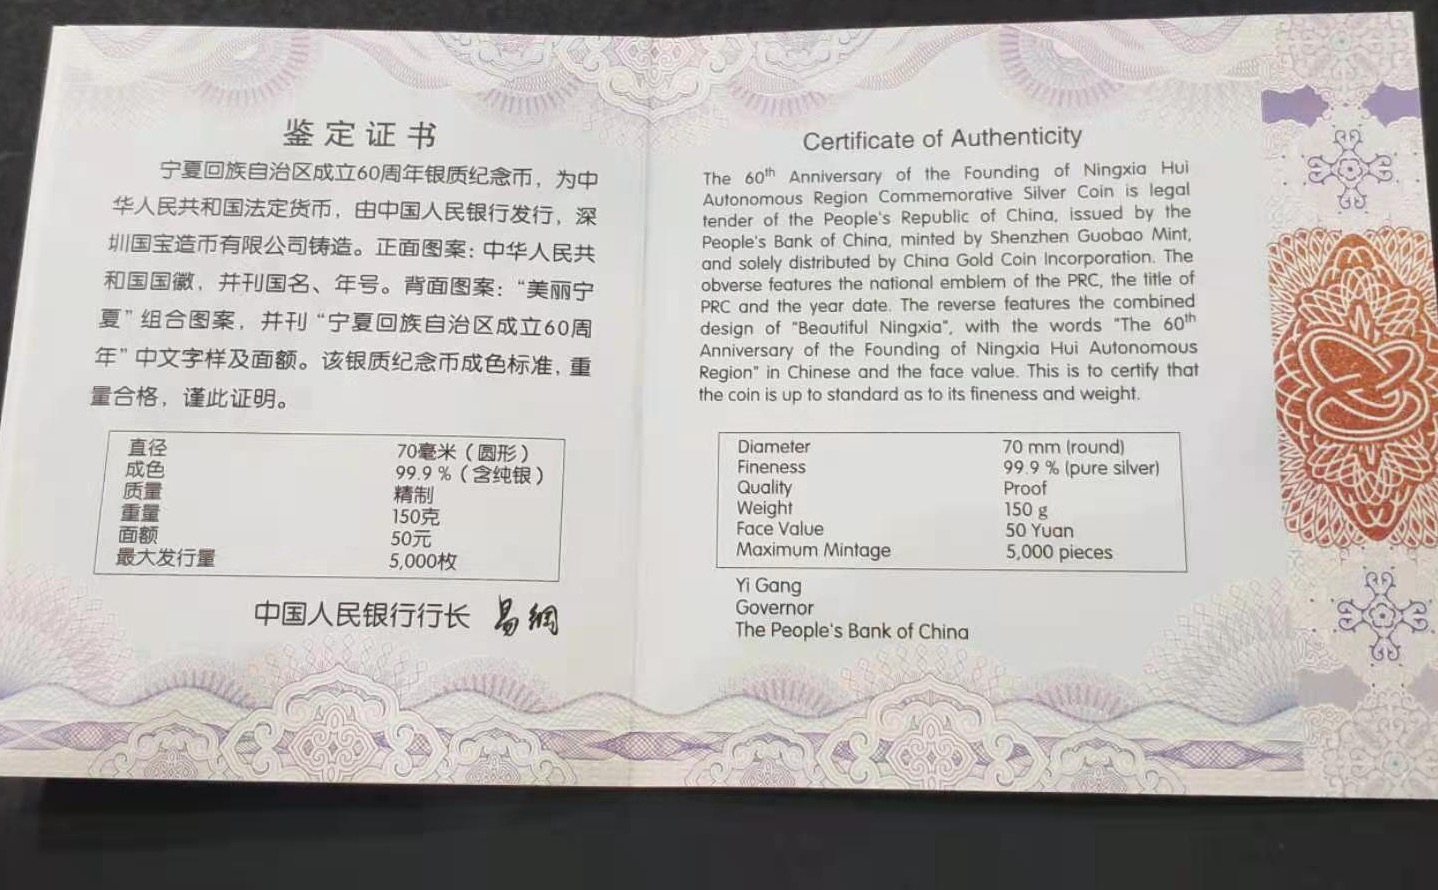 鉴定证书
宁夏回族自治区成立60周年银质纪念币，为中
华人民共和国法定货币，由中国人民银行发行，深
圳国宝造币有限公司铸造。正面图案：中华人民共
和国国徽，并刊国名、年号。背面图案：“美丽宁
夏”组合图案，并刊“宁夏回族自治区成立60周
年”中文字样及面额。该银质纪念币成色标准，重
量合格，谨此证明。
直径 70毫米（圆形）
成色 99.9％（含纯银）
质量 精制
重量 150克
面额 50元
最大发行量 5,000枚
中国人民银行行长 易纲
Certificate of Authenticity
The 60th Anniversary of the Founding of Ningxia Hui
Autonomous Region Commemorative Silver Coin is legal
tender of the People's Republic of China, issued by the
People's Bank of China, minted by Shenzhen Guobao Mint,
and solely distributed by China Gold Coin Incorporation. The
obverse features the national emblem of the PRC, the title of
PRC and the year date. The reverse features the combined
design of "Beautiful Ningxia", with the words "The 60th
Anniversary of the Founding of Ningxia Hui Autonomous
Region" in Chinese and the face value. This is to certify that
the coin is up to standard as to its fineness and weight.
Diameter 70 mm (round)
Fineness 99.9 % (pure silver)
Quality Proof
Weight 150 g
Face Value 50 Yuan
Maximum Mintage 5,000 pieces
Yi Gang
Governor
The People's Bank of China